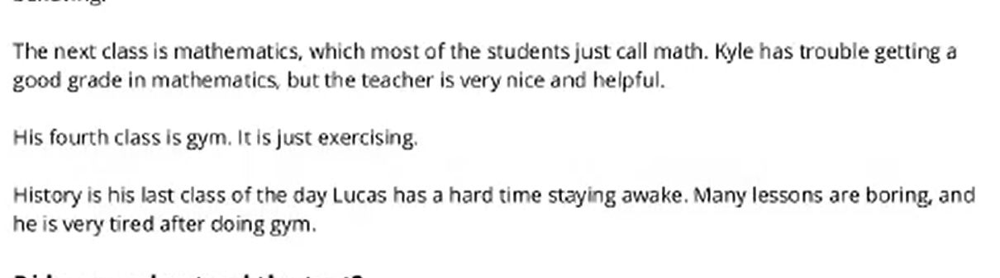 The next class is mathematics, which most of the students just call math. Kyle has trouble getting a
good grade in mathematics, but the teacher is very nice and helpful.
His fourth class is gym. It is just exercising.
History is his last class of the day Lucas has a hard time staying awake. Many lessons are boring, and
he is very tired after doing gym.